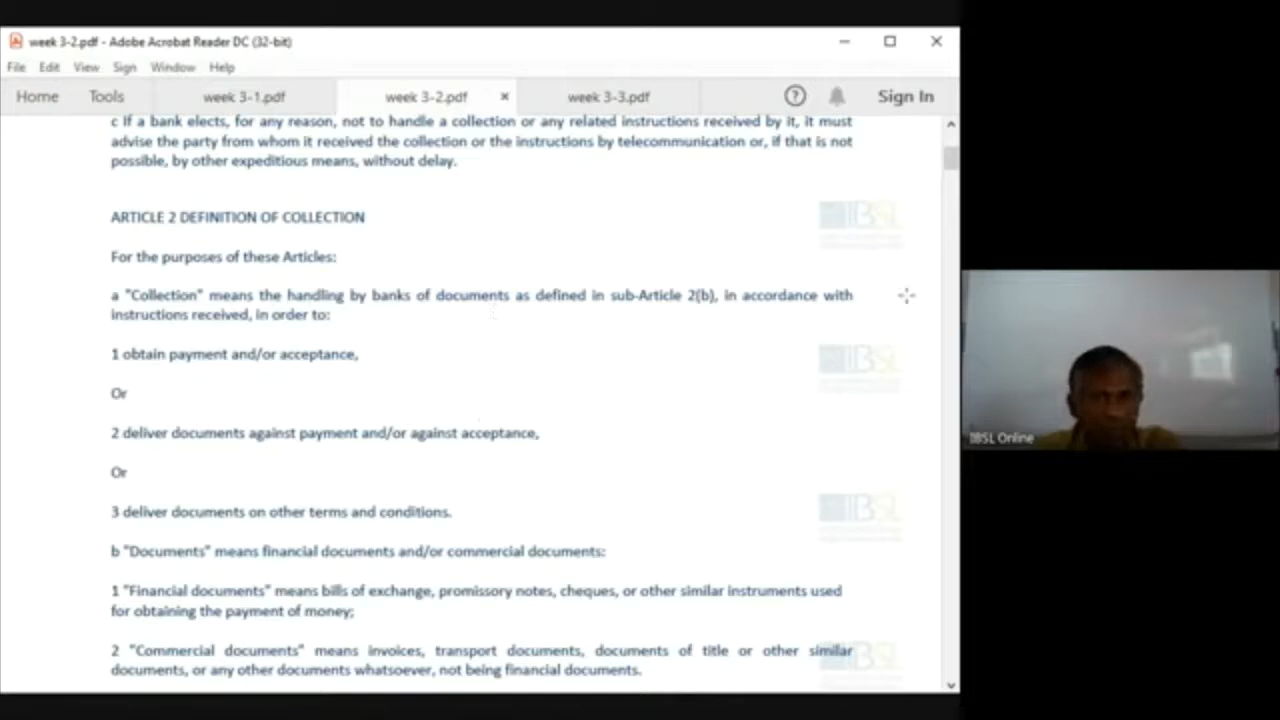 week 3-2.pdf - Adobe Acrobat Reader DC (32-bit)
File Edit View Sign Window Help
Home Tools week 3-1.pdf week 3-2.pdf × week 3-3.pdf ? Sign In
c If a bank elects, for any reason, not to handle a collection or any related instructions received by it, it must
advise the party from whom it received the collection or the instructions by telecommunication or, if that is not
possible, by other expeditious means, without delay.
ARTICLE 2 DEFINITION OF COLLECTION
For the purposes of these Articles:
a "Collection" means the handling by banks of documents as defined in sub-Article 2(b), in accordance with
instructions received, in order to:
1 obtain payment and/or acceptance,
Or
2 deliver documents against payment and/or against acceptance,
Or
3 deliver documents on other terms and conditions.
b "Documents" means financial documents and/or commercial documents:
1 "Financial documents" means bills of exchange, promissory notes, cheques, or other similar instruments used
for obtaining the payment of money;
2 "Commercial documents" means invoices, transport documents, documents of title or other similar
documents, or any other documents whatsoever, not being financial documents.
IBSL
IBSL
IBSL
IBSL
IBSL Online